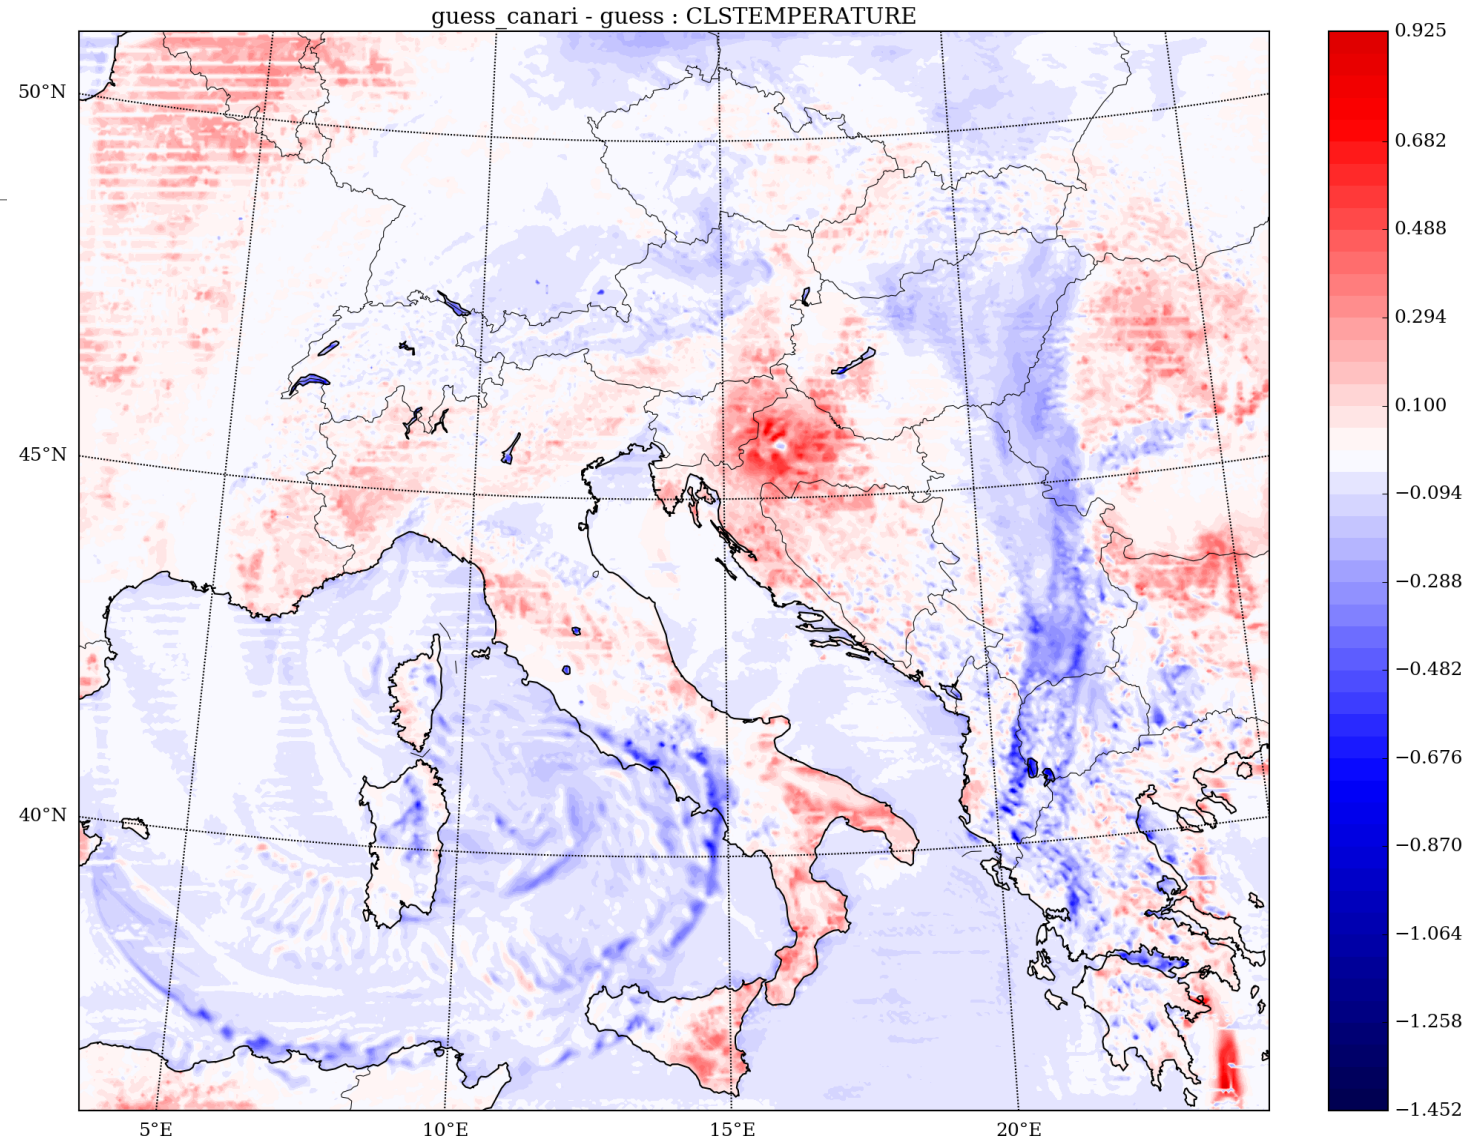 guess_canari - guess : CLSTEMPERATURE
50°N
45°N
40°N
5°E
10°E
15°E
20°E
0.925
0.682
0.488
0.294
0.100
−0.094
−0.288
−0.482
−0.676
−0.870
−1.064
−1.258
−1.452